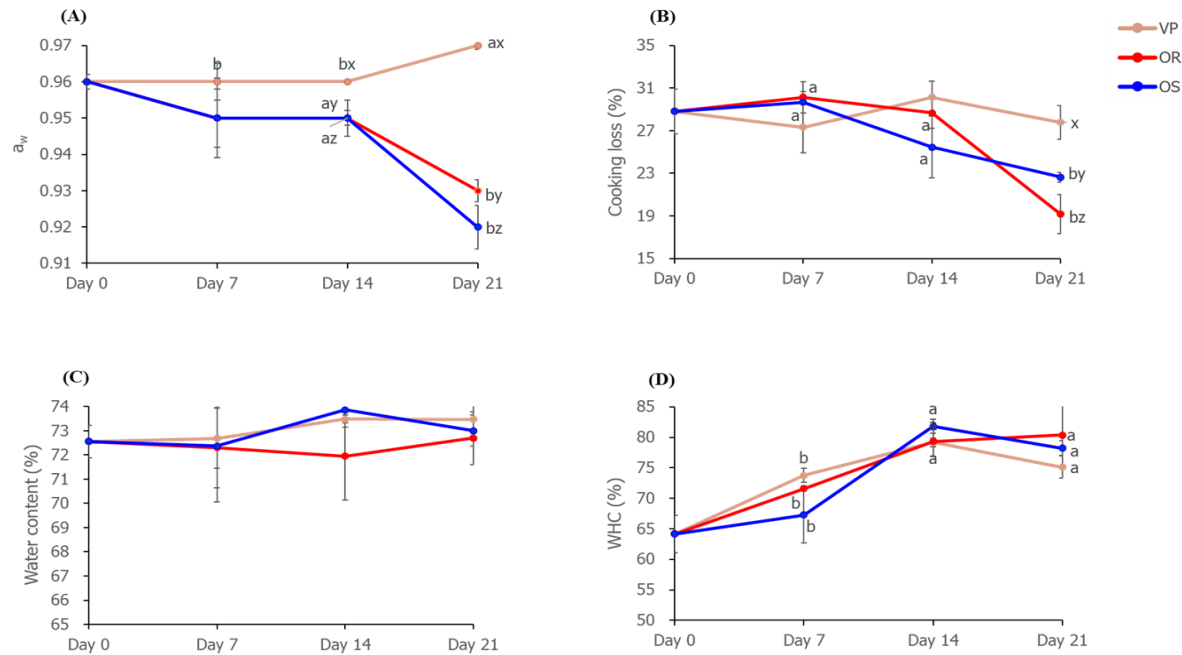 (A)
0.97
0.96
0.95
0.94
0.93
0.92
0.91
aw
b
bx
ax
ay
az
by
bz
Day 0 Day 7 Day 14 Day 21
(B)
35
31
27
23
19
15
Cooking loss (%)
a
a
a
a
x
by
bz
Day 0 Day 7 Day 14 Day 21
VP
OR
OS
(C)
74
73
72
71
70
69
68
67
66
65
Water content (%)
Day 0 Day 7 Day 14 Day 21
(D)
85
80
75
70
65
60
55
50
WHC (%)
b
b
b
a
a
a
a
a
Day 0 Day 7 Day 14 Day 21